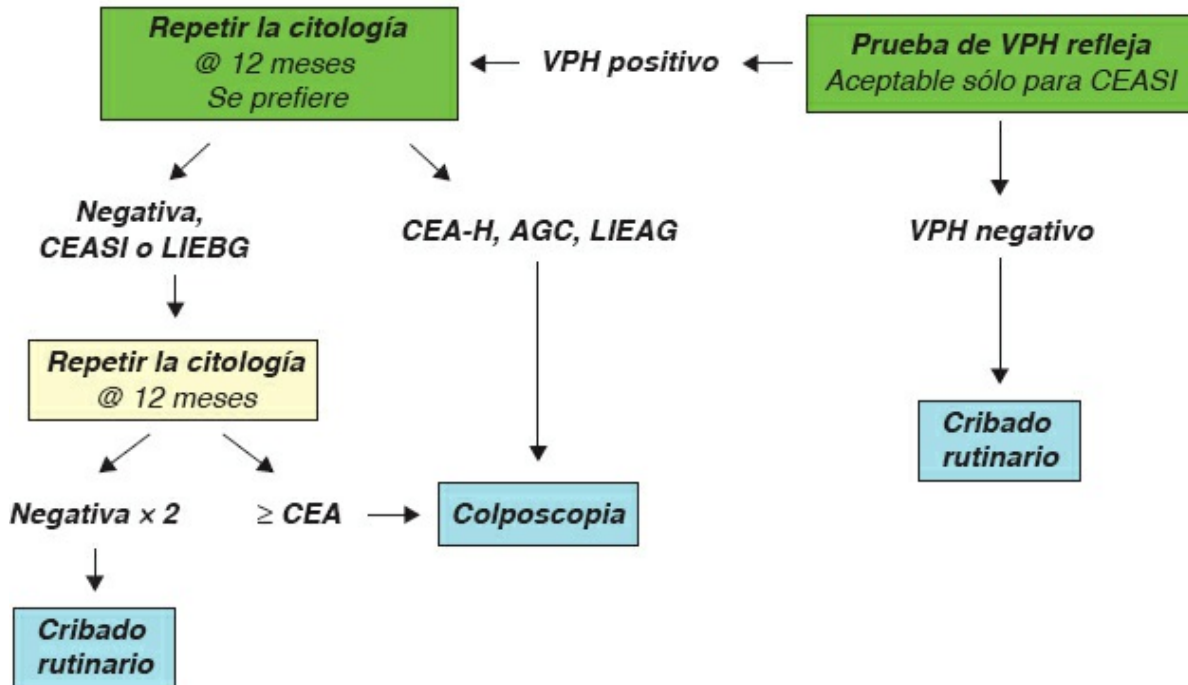 Repetir la citología
@ 12 meses
Se prefiere
VPH positivo
Prueba de VPH refleja
Aceptable sólo para CEASI
Negativa,
CEASI o LIEBG
CEA-H, AGC, LIEAG
VPH negativo
Repetir la citología
@ 12 meses
Cribado
rutinario
Negativa × 2
≥ CEA
Colposcopia
Cribado
rutinario